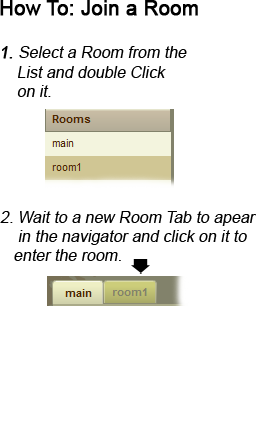 How To: Join a Room
1. Select a Room from the
List and double Click
on it.
Rooms
main
room1
2. Wait to a new Room Tab to apear
in the navigator and click on it to
enter the room.
main room1